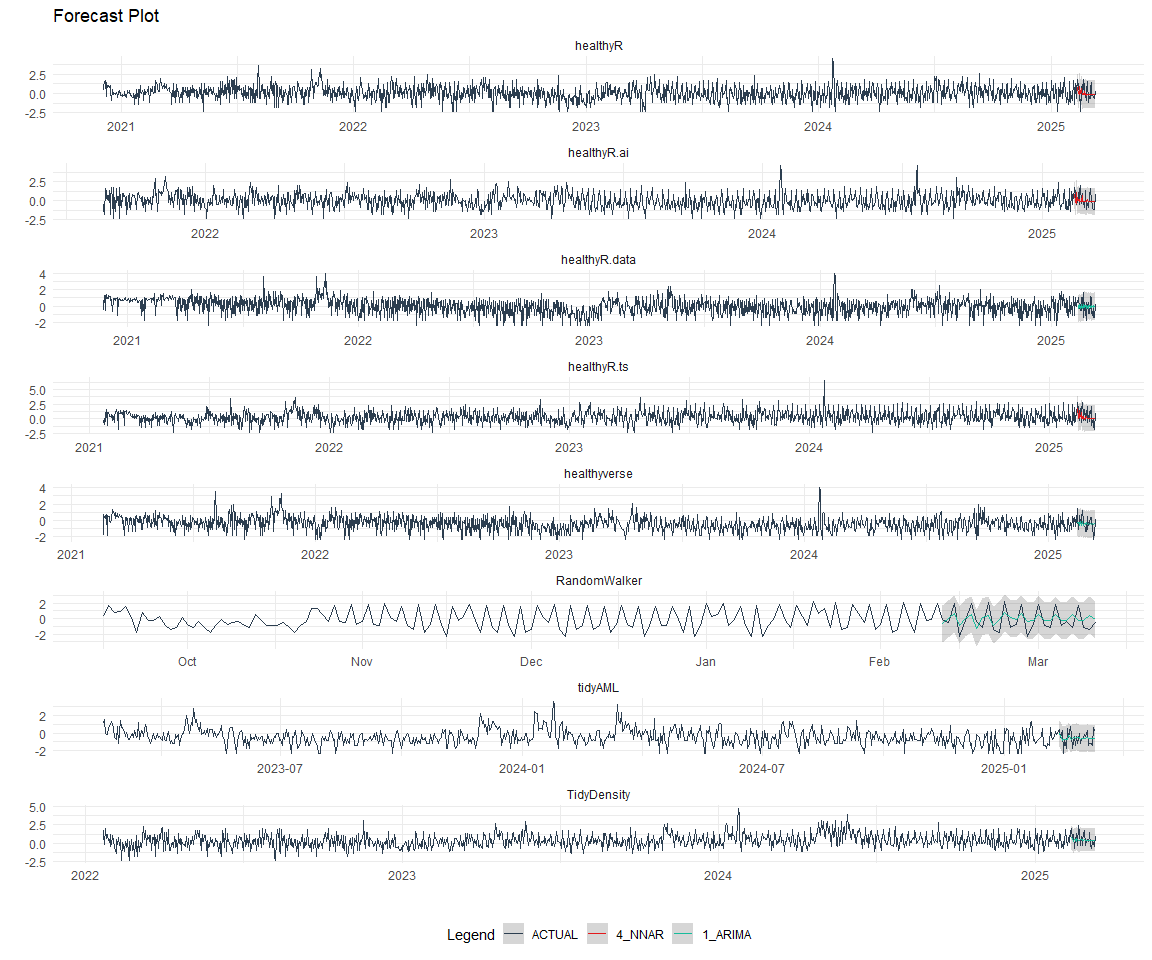 Forecast Plot
healthyR
2.5
0.0
-2.5
2021 2022 2023 2024 2025
healthyR.ai
2.5
0.0
-2.5
2022 2023 2024 2025
healthyR.data
4
2
0
-2
2021 2022 2023 2024 2025
healthyR.ts
5.0
2.5
0.0
-2.5
2021 2022 2023 2024 2025
healthyverse
4
2
0
-2
2021 2022 2023 2024 2025
RandomWalker
2
0
-2
Oct Nov Dec Jan Feb Mar
tidyAML
2
0
-2
2023-07 2024-01 2024-07 2025-01
TidyDensity
5.0
2.5
0.0
-2.5
2022 2023 2024 2025
Legend ACTUAL 4_NNAR 1_ARIMA